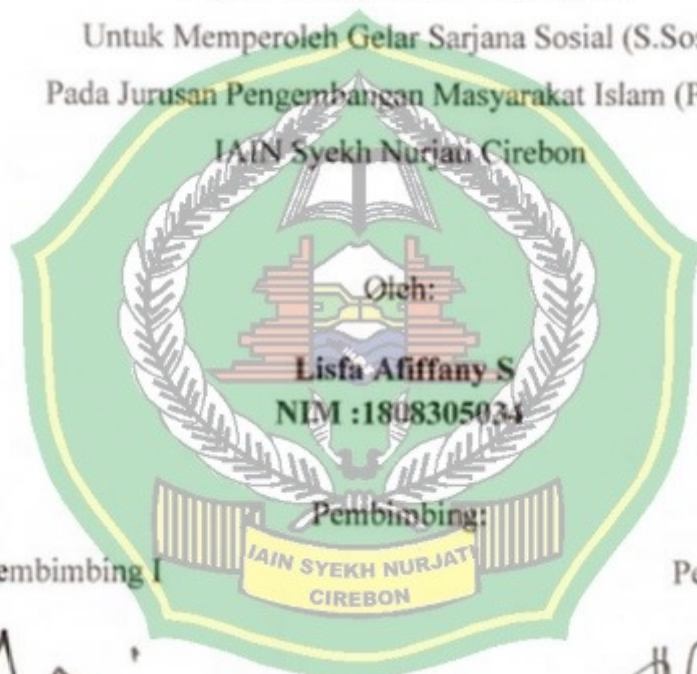 Untuk Memperoleh Gelar Sarjana Sosial (S.Sos
Pada Jurusan Pengembangan Masyarakat Islam (P
IAIN Syekh Nurjati Cirebon
Oleh:
Lisfa Afiffany S
NIM :1808305034
Pembimbing:
embimbing I Pe
IAIN SYEKH NURJATI
CIREBON